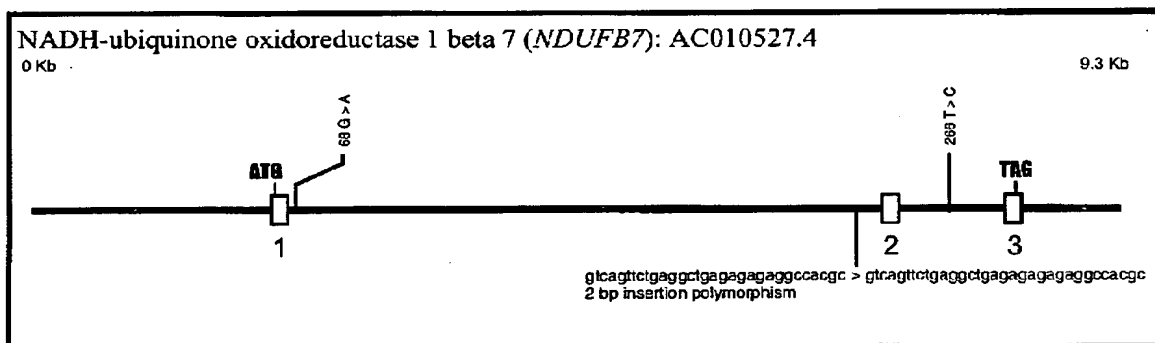 NADH-ubiquinone oxidoreductase 1 beta 7 (NDUFB7): AC010527.4
0 Kb
9.3 Kb
68 G > A
268 T > C
ATG
TAG
1
2
3
gtcagttctgaggctgagagagaggccacgc > gtcagttctgaggctgagagagagaggccacgc
2 bp insertion polymorphism